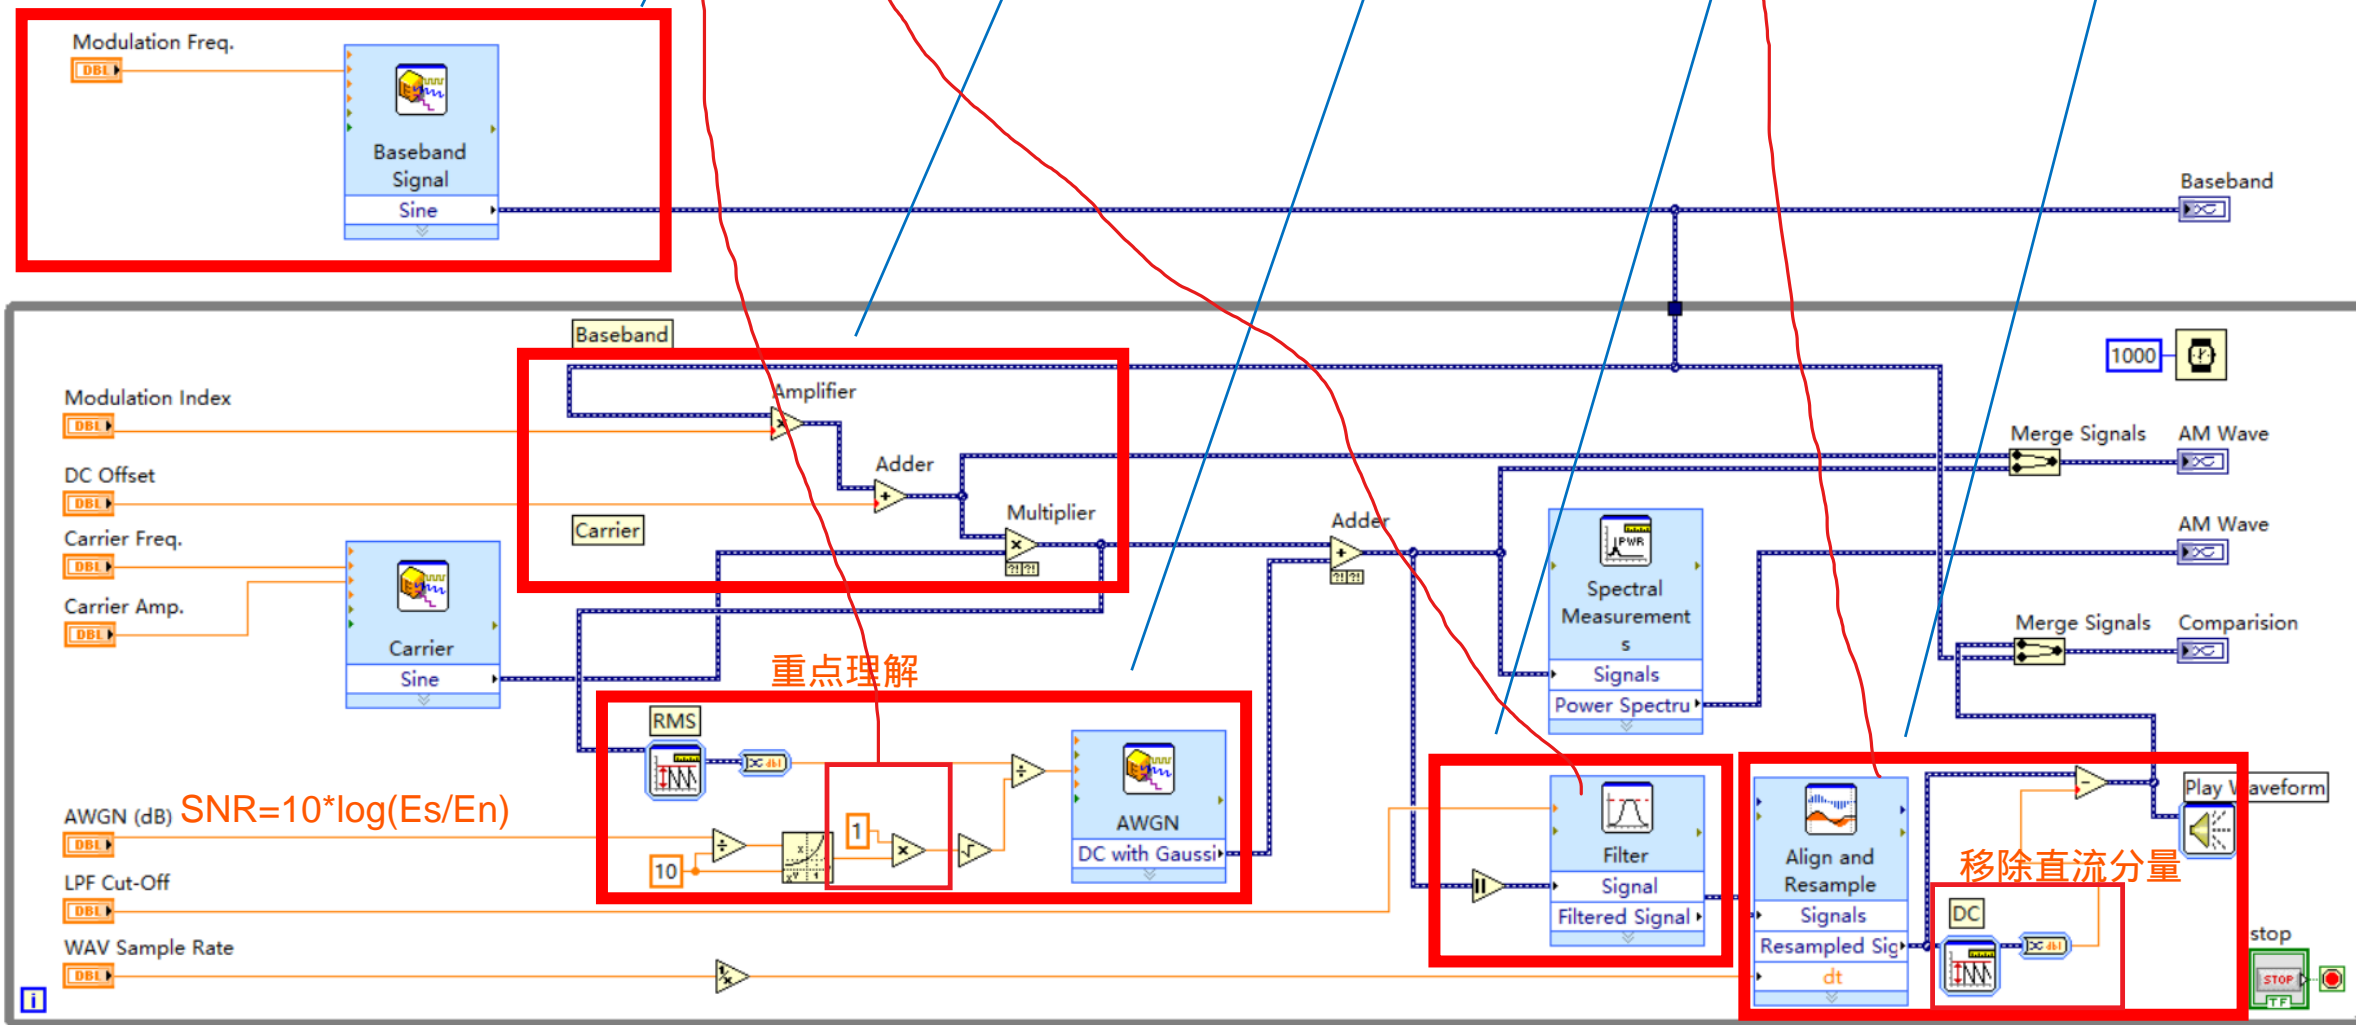 Modulation Freq.
DBL
Baseband
Signal
Sine
Baseband
Baseband
1000
Modulation Index
DBL
Amplifier
Merge Signals
AM Wave
DC Offset
DBL
Adder
Carrier
Multiplier
Adder
Carrier Freq.
DBL
AM Wave
Carrier Amp.
DBL
Carrier
Sine
Spectral
Measurement
s
Signals
Power Spectru
PWR
Merge Signals
Comparision
重点理解
RMS
dbl
AWGN (dB)
SNR=10*log(Es/En)
DBL
10
1
AWGN
DC with Gaussi
Filter
Signal
Filtered Signal
Align and
Resample
Signals
Resampled Sig
dt
Play Waveform
移除直流分量
DC
dbl
LPF Cut-Off
DBL
WAV Sample Rate
DBL
stop
STOP
TF
i